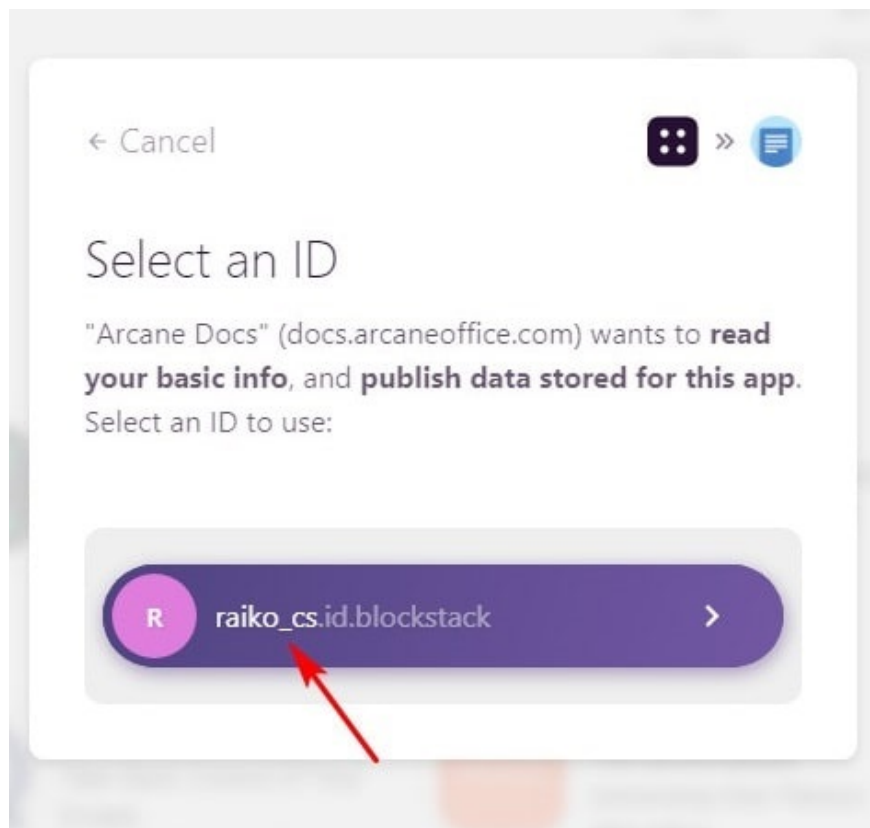 ← Cancel
Select an ID
"Arcane Docs" (docs.arcaneoffice.com) wants to read
your basic info, and publish data stored for this app.
Select an ID to use:
R raiko_cs.id.blockstack